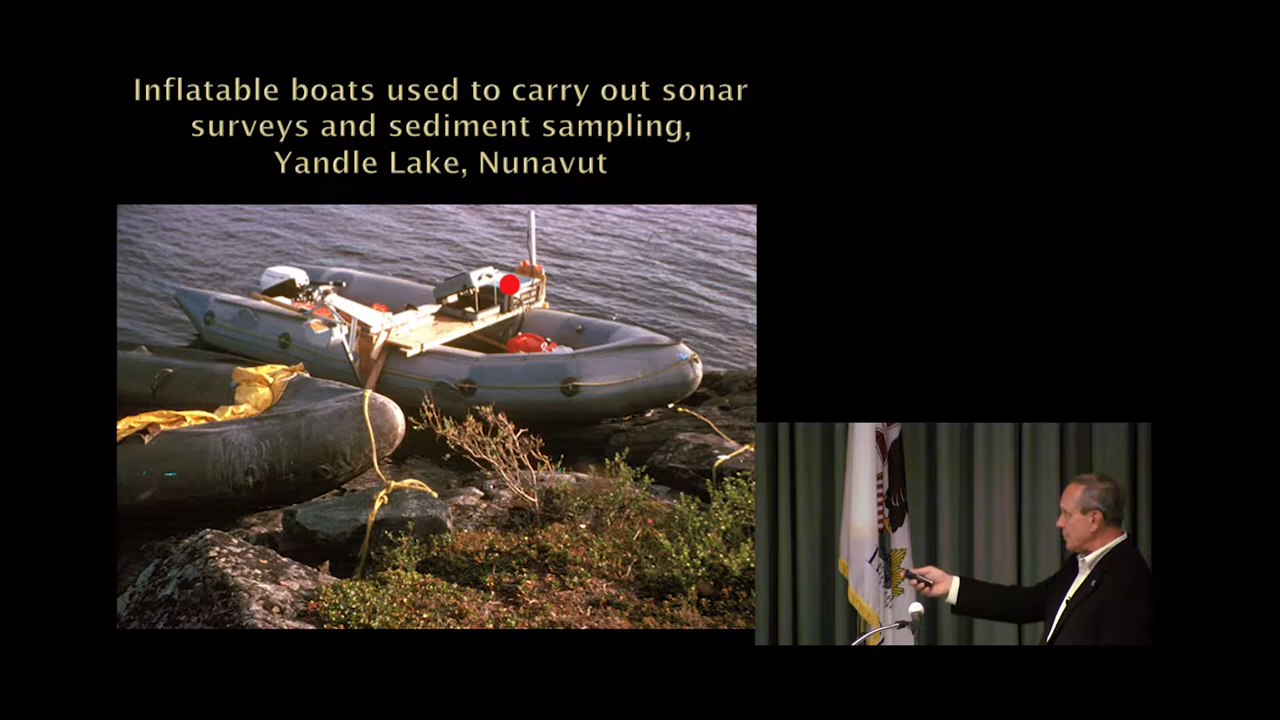 Inflatable boats used to carry out sonar
surveys and sediment sampling,
Yandle Lake, Nunavut